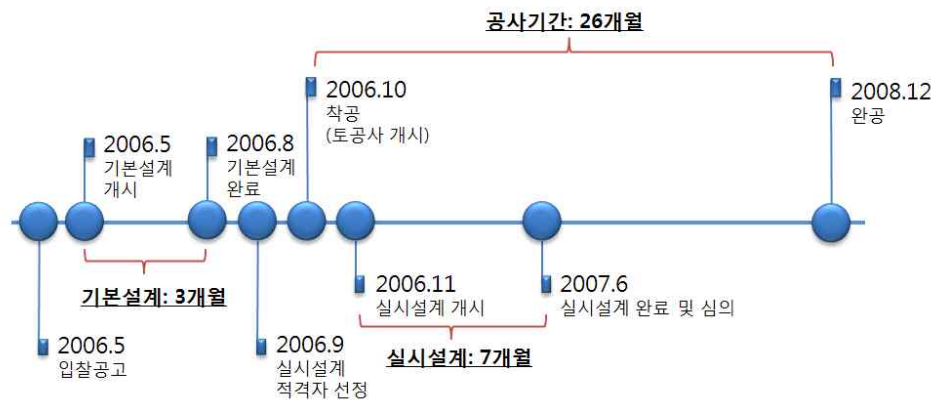 공사기간: 26개월
2006.10
착공
(토공사 개시)
2008.12
완공
2006.5
기본설계
개시
2006.8
기본설계
완료
기본설계: 3개월
2006.11
실시설계 개시
2007.6
실시설계 완료 및 심의
실시설계: 7개월
2006.5
입찰공고
2006.9
실시설계
적격자 선정